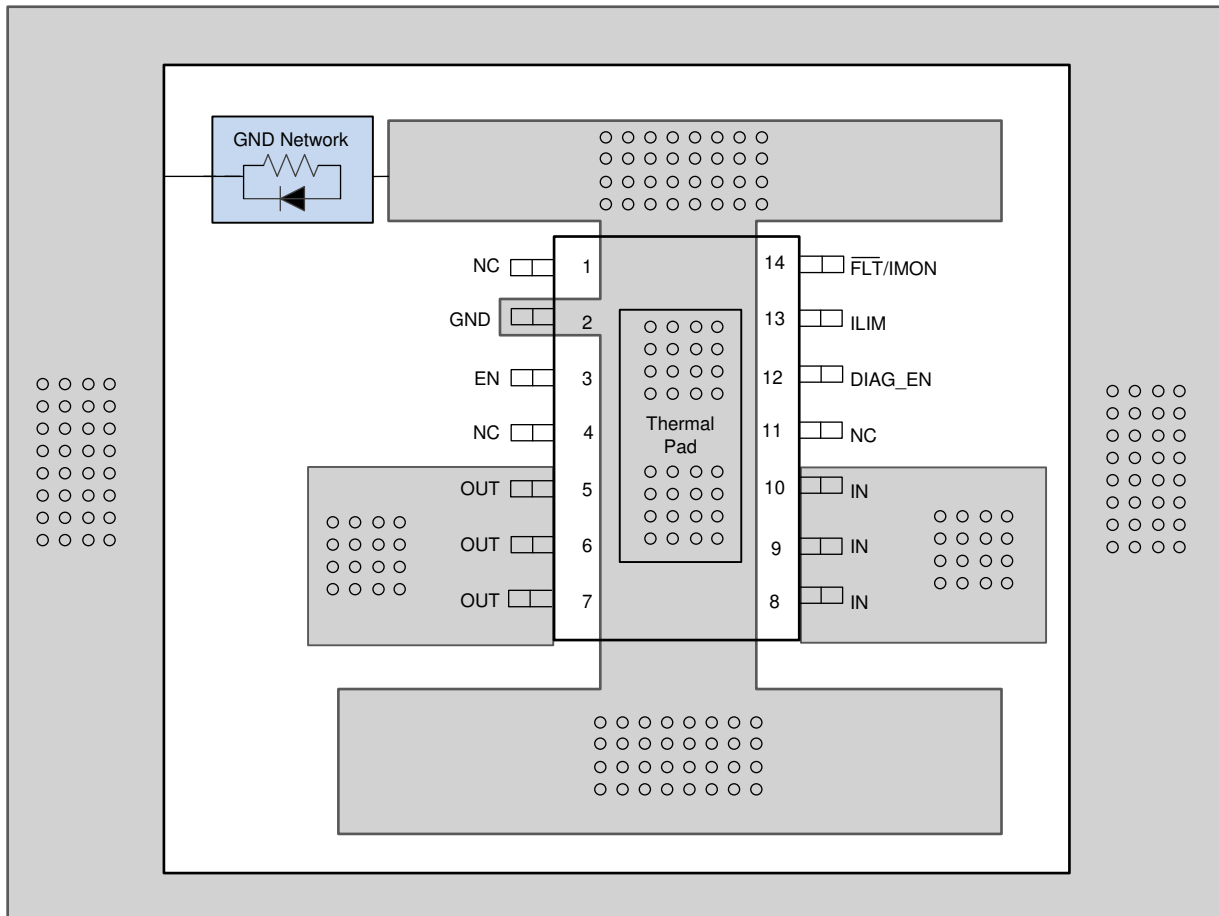 GND Network
NC 1 14 F̅L̅T̅/IMON
GND 2 13 ILIM
EN 3 12 DIAG_EN
NC 4 11 NC
Thermal
Pad
OUT 5 10 IN
OUT 6 9 IN
OUT 7 8 IN